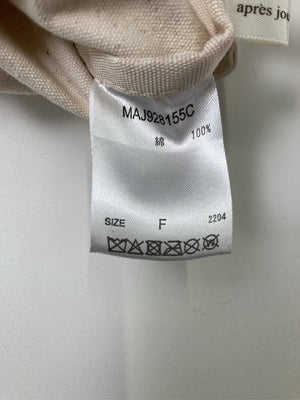 après jou
MAJ928155C
綿 100%
SIZE F 2204